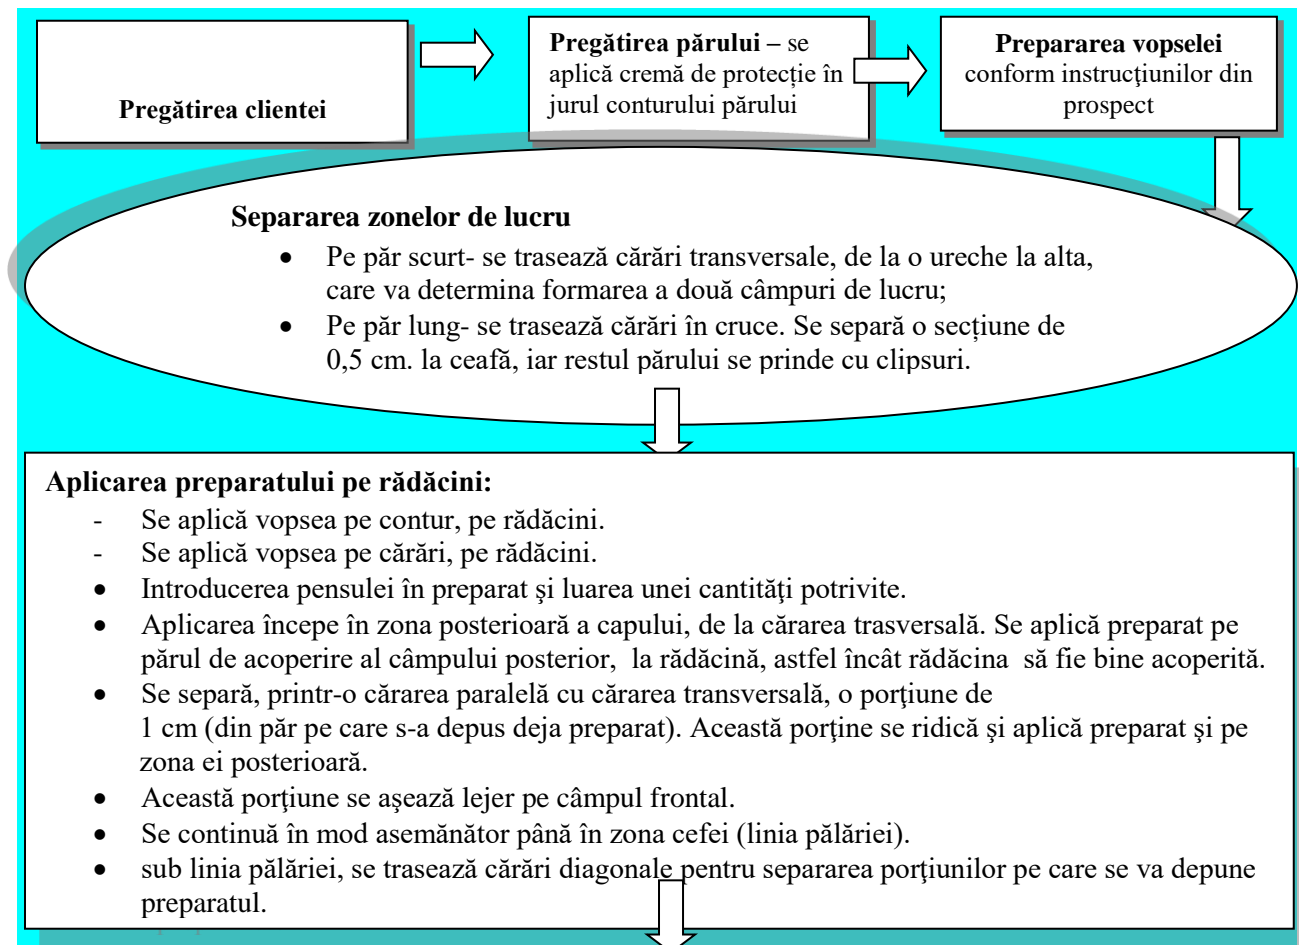 Pregătirea clientei
Pregătirea părului – se
aplică cremă de protecție în
jurul conturului părului
Prepararea vopselei
conform instrucţiunilor din
prospect
Separarea zonelor de lucru
• Pe păr scurt- se trasează cărări transversale, de la o ureche la alta,
care va determina formarea a două câmpuri de lucru;
• Pe păr lung- se trasează cărări în cruce. Se separă o secțiune de
0,5 cm. la ceafă, iar restul părului se prinde cu clipsuri.
Aplicarea preparatului pe rădăcini:
- Se aplică vopsea pe contur, pe rădăcini.
- Se aplică vopsea pe cărări, pe rădăcini.
• Introducerea pensulei în preparat şi luarea unei cantităţi potrivite.
• Aplicarea începe în zona posterioară a capului, de la cărarea trasversală. Se aplică preparat pe
părul de acoperire al câmpului posterior, la rădăcină, astfel încât rădăcina să fie bine acoperită.
• Se separă, printr-o cărarea paralelă cu cărarea transversală, o porţiune de
1 cm (din păr pe care s-a depus deja preparat). Această porţine se ridică şi aplică preparat şi pe
zona ei posterioară.
• Această porţiune se aşează lejer pe câmpul frontal.
• Se continuă în mod asemănător până în zona cefei (linia pălăriei).
• sub linia pălăriei, se trasează cărări diagonale pentru separarea porţiunilor pe care se va depune
preparatul.